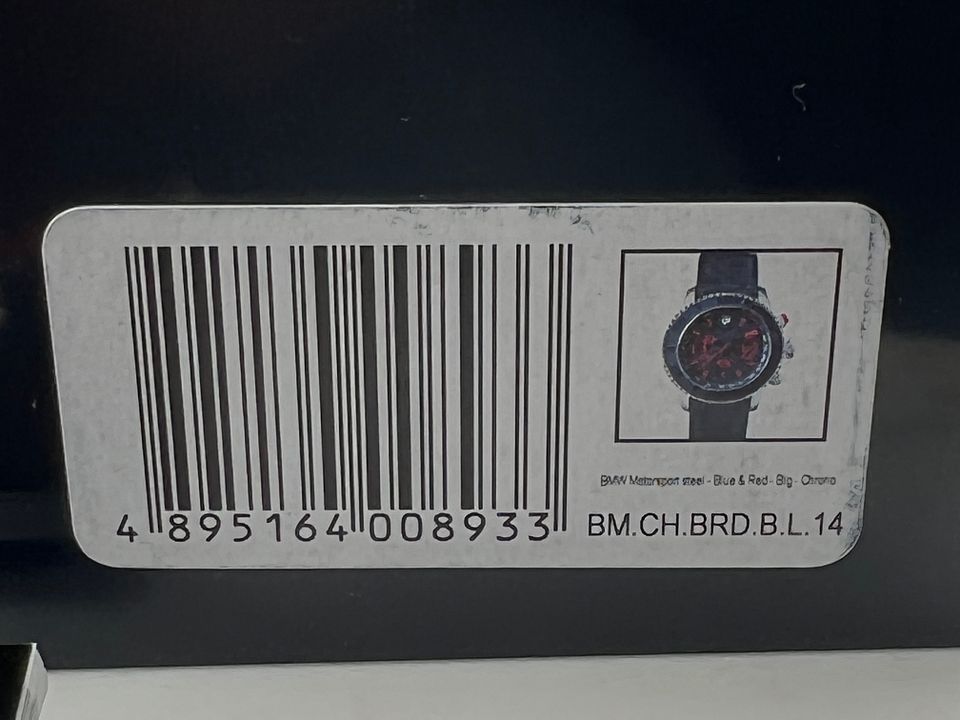 4 895164 008933
BMW Motorsport steel - Blue & Red - Big - Chrono
BM.CH.BRD.B.L.14